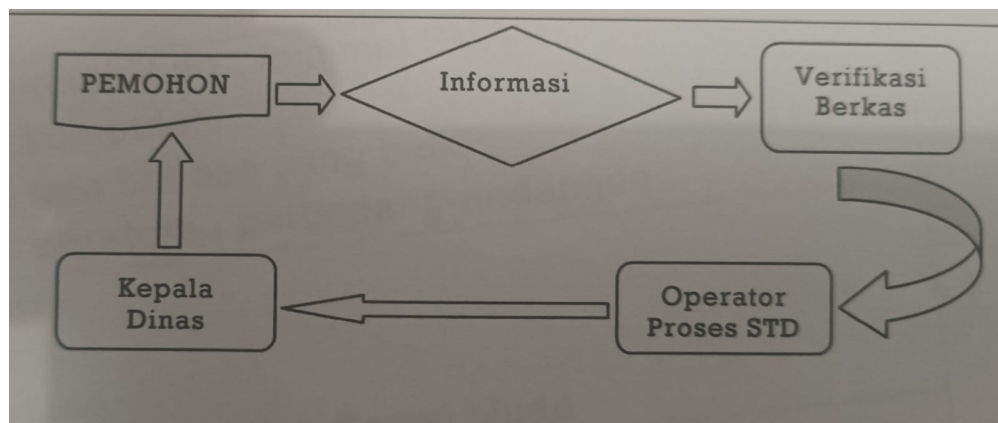 PEMOHON
Informasi
Verifikasi
Berkas
Operator
Proses STD
Kepala
Dinas